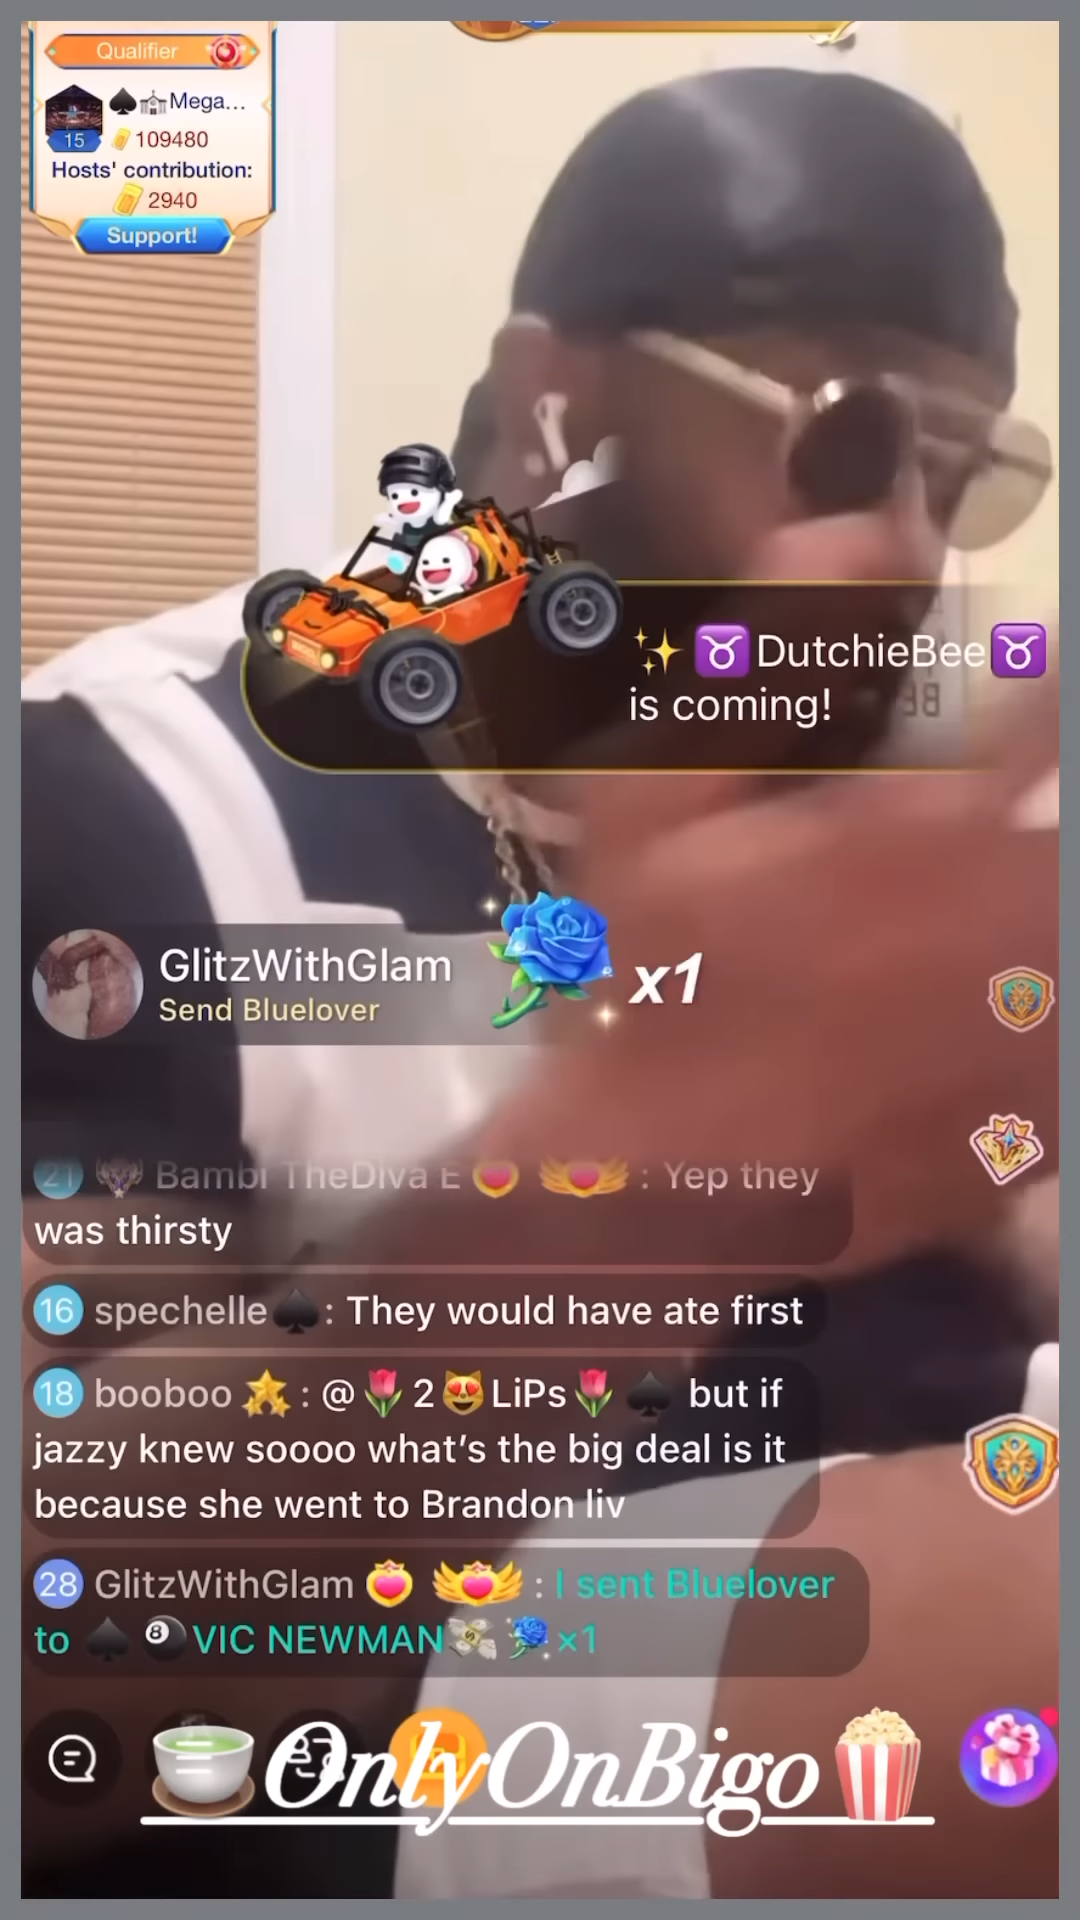 Qualifier
♠️⛪Mega...
15
109480
Hosts' contribution:
2940
Support!
✨♉DutchieBee♉
is coming!
GlitzWithGlam
Send Bluelover
x1
21 Bambi TheDiva E : Yep they
was thirsty
16 spechelle♠️: They would have ate first
18 booboo : @🌷2😻LiPs🌷♠️ but if
jazzy knew soooo what's the big deal is it
because she went to Brandon liv
28 GlitzWithGlam : I sent Bluelover
to ♠️🎱VIC NEWMAN💸 x1
🍵OnlyOnBigo🍿